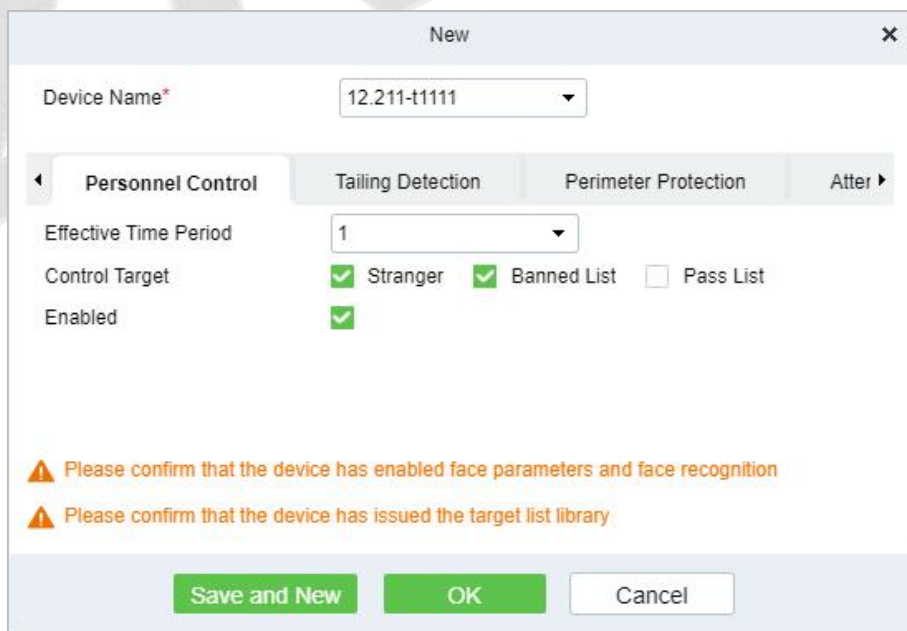 New
Device Name*
12.211-t1111
Personnel Control Tailing Detection Perimeter Protection Atter
Effective Time Period 1
Control Target Stranger Banned List Pass List
Enabled
Please confirm that the device has enabled face parameters and face recognition
Please confirm that the device has issued the target list library
Save and New OK Cancel